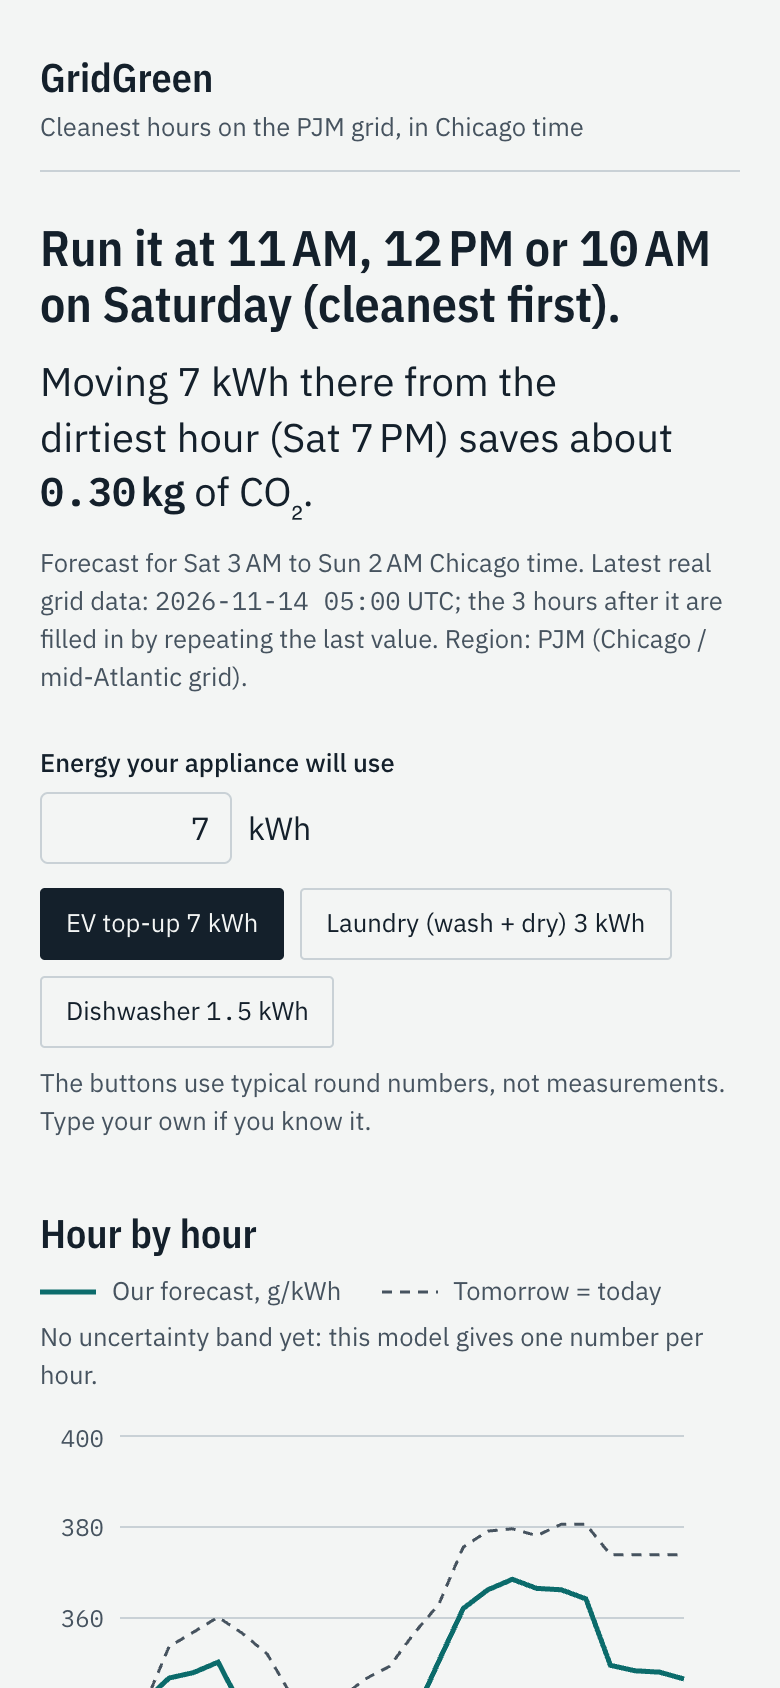 GridGreen
Cleanest hours on the PJM grid, in Chicago time
Run it at 11 AM, 12 PM or 10 AM
on Saturday (cleanest first).
Moving 7 kWh there from the
dirtiest hour (Sat 7 PM) saves about
0.30 kg of CO₂.
Forecast for Sat 3 AM to Sun 2 AM Chicago time. Latest real
grid data: 2026-11-14 05:00 UTC; the 3 hours after it are
filled in by repeating the last value. Region: PJM (Chicago /
mid-Atlantic grid).
Energy your appliance will use
7 kWh
EV top-up 7 kWh
Laundry (wash + dry) 3 kWh
Dishwasher 1.5 kWh
The buttons use typical round numbers, not measurements.
Type your own if you know it.
Hour by hour
Our forecast, g/kWh
Tomorrow = today
No uncertainty band yet: this model gives one number per
hour.
400
380
360